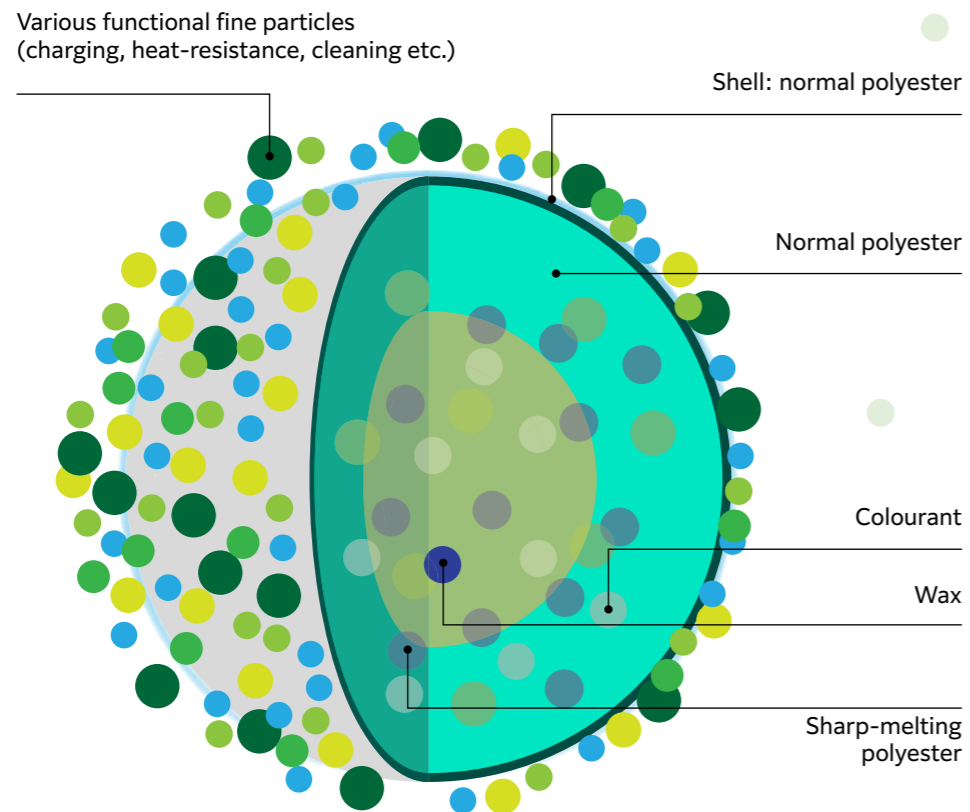 Various functional fine particles
(charging, heat-resistance, cleaning etc.)
Shell: normal polyester
Normal polyester
Colourant
Wax
Sharp-melting
polyester